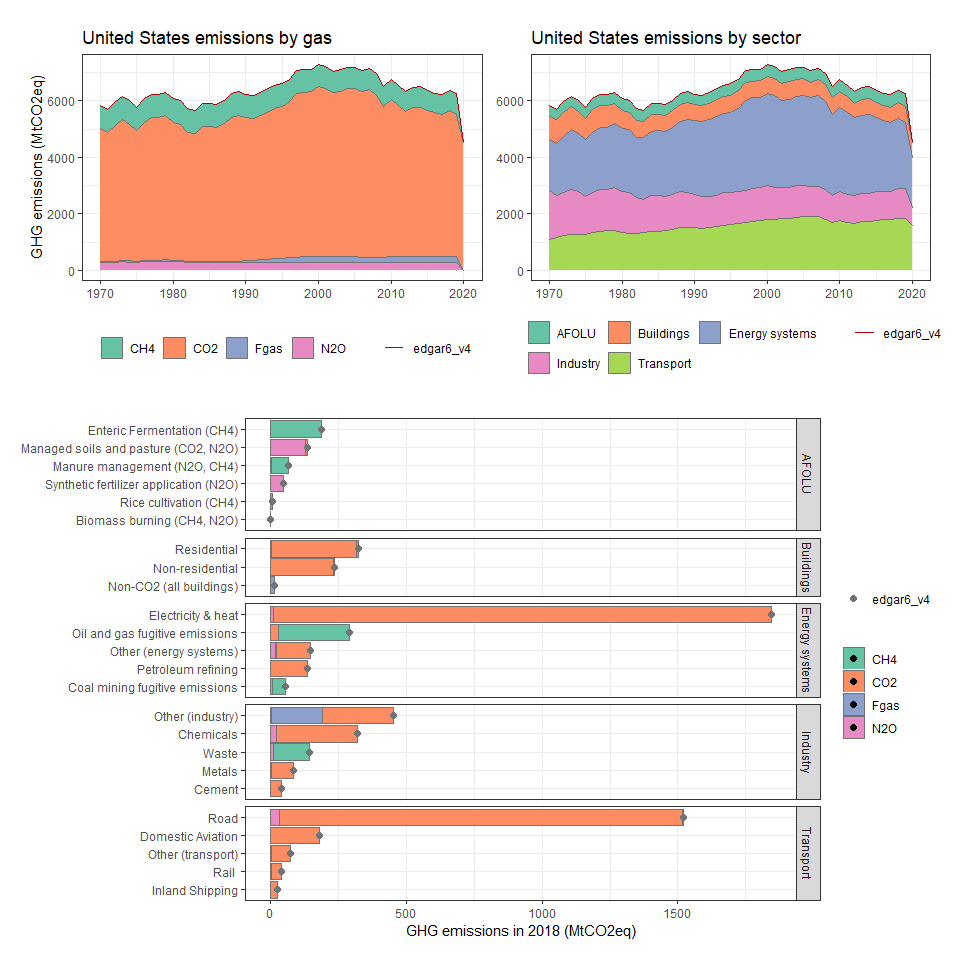 United States emissions by gas
GHG emissions (MtCO2eq)
6000
4000
2000
0
1970 1980 1990 2000 2010 2020
CH4 CO2 Fgas N2O edgar6_v4
United States emissions by sector
6000
4000
2000
0
1970 1980 1990 2000 2010 2020
AFOLU Buildings Energy systems edgar6_v4
Industry Transport
Enteric Fermentation (CH4)
Managed soils and pasture (CO2, N2O)
Manure management (N2O, CH4)
Synthetic fertilizer application (N2O)
Rice cultivation (CH4)
Biomass burning (CH4, N2O)
AFOLU
Residential
Non-residential
Non-CO2 (all buildings)
Buildings
Electricity & heat
Oil and gas fugitive emissions
Other (energy systems)
Petroleum refining
Coal mining fugitive emissions
Energy systems
Other (industry)
Chemicals
Waste
Metals
Cement
Industry
Road
Domestic Aviation
Other (transport)
Rail
Inland Shipping
Transport
0 500 1000 1500
GHG emissions in 2018 (MtCO2eq)
edgar6_v4
CH4
CO2
Fgas
N2O